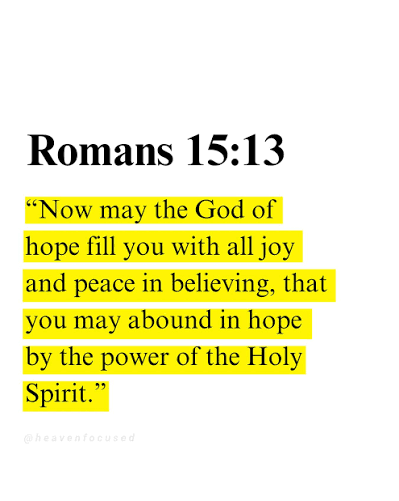 Romans 15:13
“Now may the God of
hope fill you with all joy
and peace in believing, that
you may abound in hope
by the power of the Holy
Spirit.”
@heavenfocused